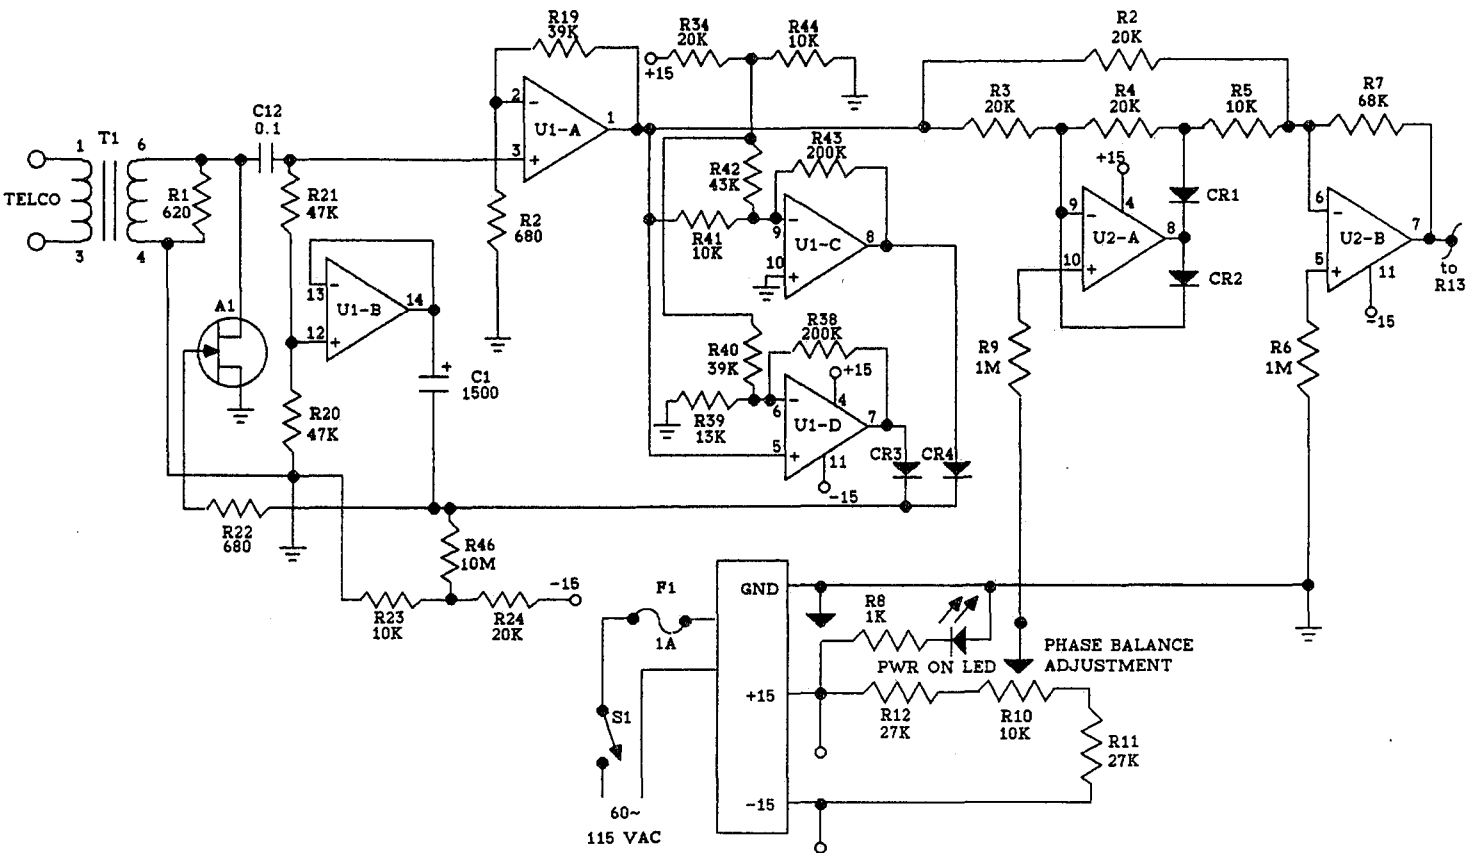 R19
39K
R34
20K
+15
R44
10K
R2
20K
C12
0.1
2
−
U1-A
1
3
+
R3
20K
R4
20K
R5
10K
R7
68K
1
T1
6
TELCO
R1
620
3
4
R21
47K
R2
680
R42
43K
R43
200K
−
9
U1-C
8
10
+
R41
10K
+15
4
CR1
9
−
U2-A
8
10
+
CR2
6
−
U2-B
7
5
+
11
-15
to
R13
A1
13
−
U1-B
14
12
+
+
C1
1500
R20
47K
R38
200K
R40
39K
+15
4
−
6
U1-D
7
R39
13K
5
+
11
-15
CR3
CR4
R9
1M
R6
1M
R22
680
R46
10M
-15
R23
10K
R24
20K
F1
1A
GND
R8
1K
PWR ON LED
PHASE BALANCE
ADJUSTMENT
+15
R12
27K
R10
10K
R11
27K
S1
-15
60~
115 VAC